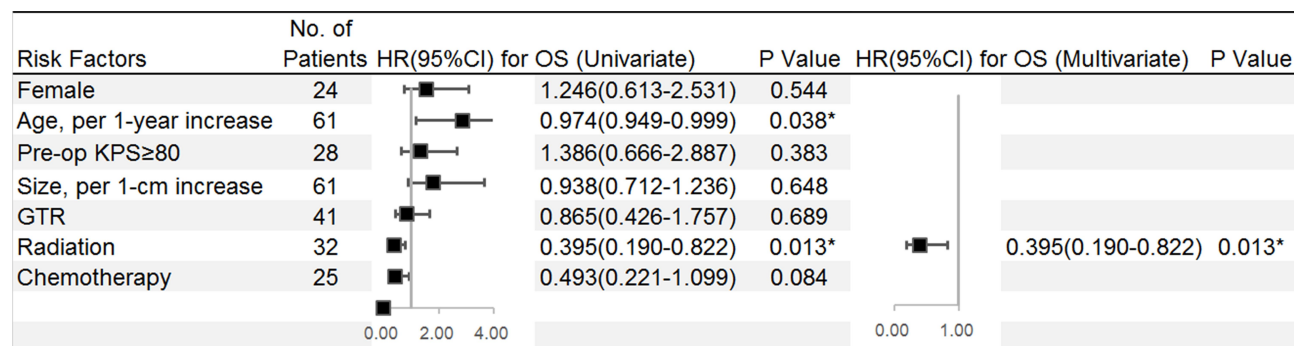 No. of
Risk Factors Patients HR(95%CI) for OS (Univariate) P Value HR(95%CI) for OS (Multivariate) P Value
Female 24 1.246(0.613-2.531) 0.544
Age, per 1-year increase 61 0.974(0.949-0.999) 0.038*
Pre-op KPS≥80 28 1.386(0.666-2.887) 0.383
Size, per 1-cm increase 61 0.938(0.712-1.236) 0.648
GTR 41 0.865(0.426-1.757) 0.689
Radiation 32 0.395(0.190-0.822) 0.013* 0.395(0.190-0.822) 0.013*
Chemotherapy 25 0.493(0.221-1.099) 0.084
0.00 2.00 4.00 0.00 1.00